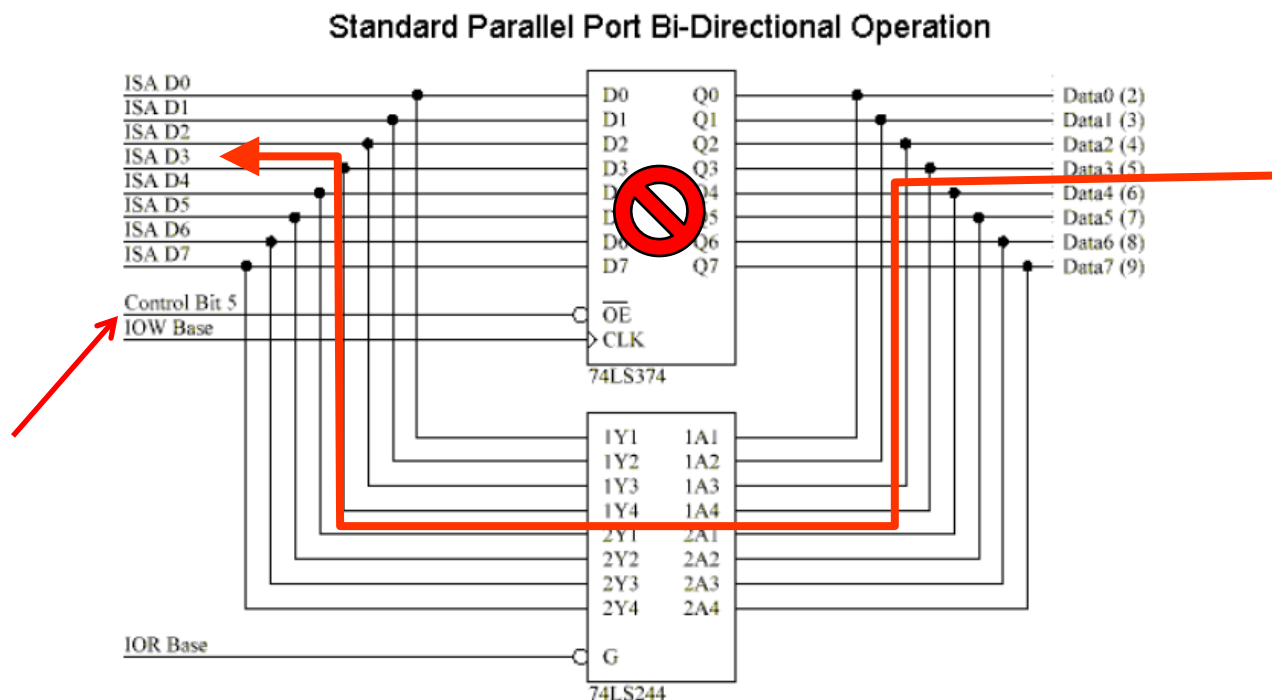 Standard Parallel Port Bi-Directional Operation
ISA D0
ISA D1
ISA D2
ISA D3
ISA D4
ISA D5
ISA D6
ISA D7
Control Bit 5
IOW Base
D0 Q0
D1 Q1
D2 Q2
D3 Q3
D6 Q6
D7 Q7
OE
CLK
74LS374
Data0 (2)
Data1 (3)
Data2 (4)
Data3 (5)
Data4 (6)
Data5 (7)
Data6 (8)
Data7 (9)
1Y1 1A1
1Y2 1A2
1Y3 1A3
1Y4 1A4
2Y1 2A1
2Y2 2A2
2Y3 2A3
2Y4 2A4
IOR Base
G
74LS244